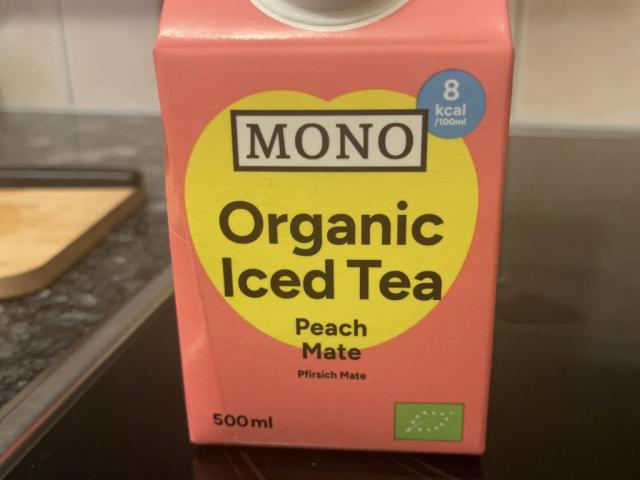 8
kcal
/100ml
MONO
Organic
Iced Tea
Peach
Mate
Pfirsich Mate
500ml